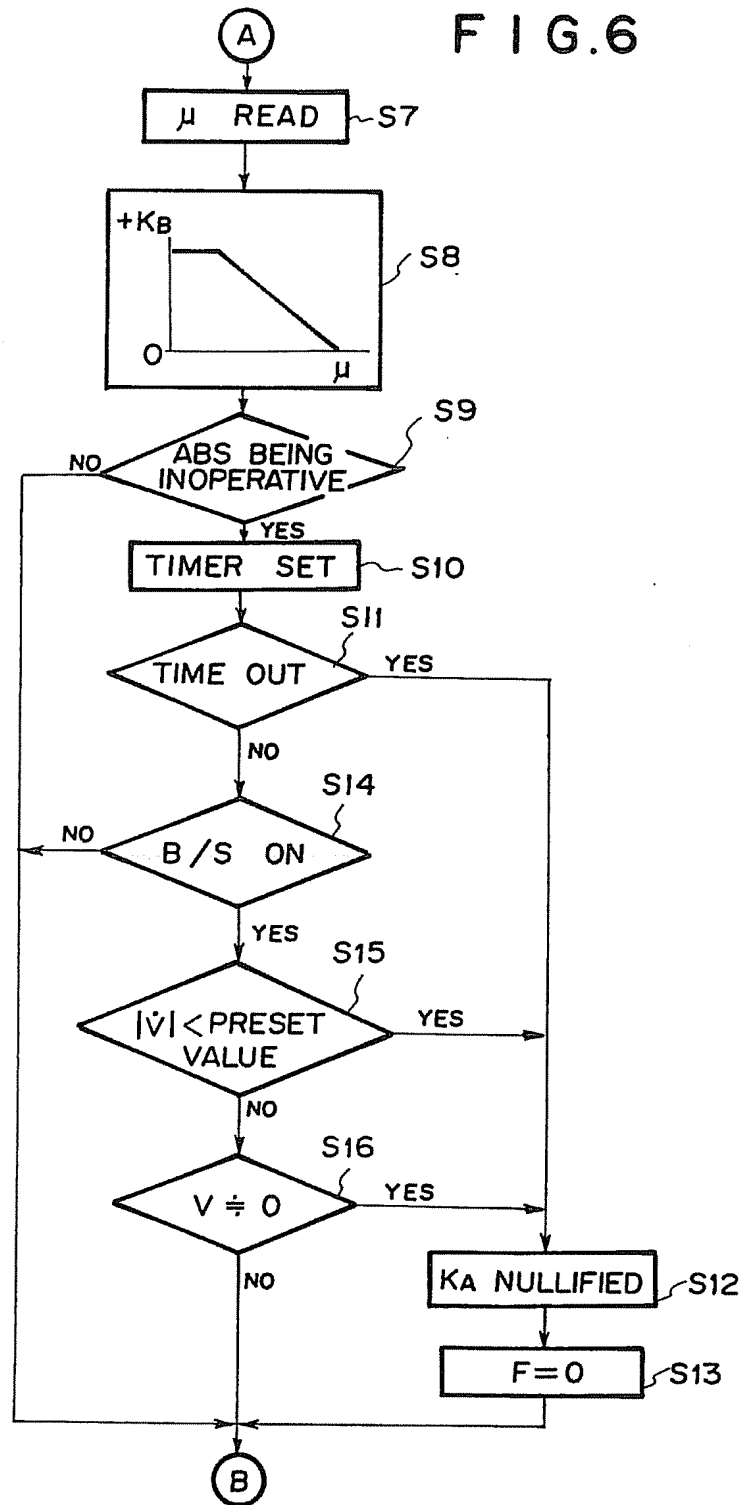 A
FIG.6
μ READ
S7
+KB
0
μ
S8
S9
ABS BEING
INOPERATIVE
NO
YES
TIMER SET
S10
S11
TIME OUT
YES
NO
S14
B/S ON
NO
YES
S15
|v̇|<PRESET
VALUE
YES
NO
S16
V≒0
YES
NO
KA NULLIFIED
S12
F=0
S13
B